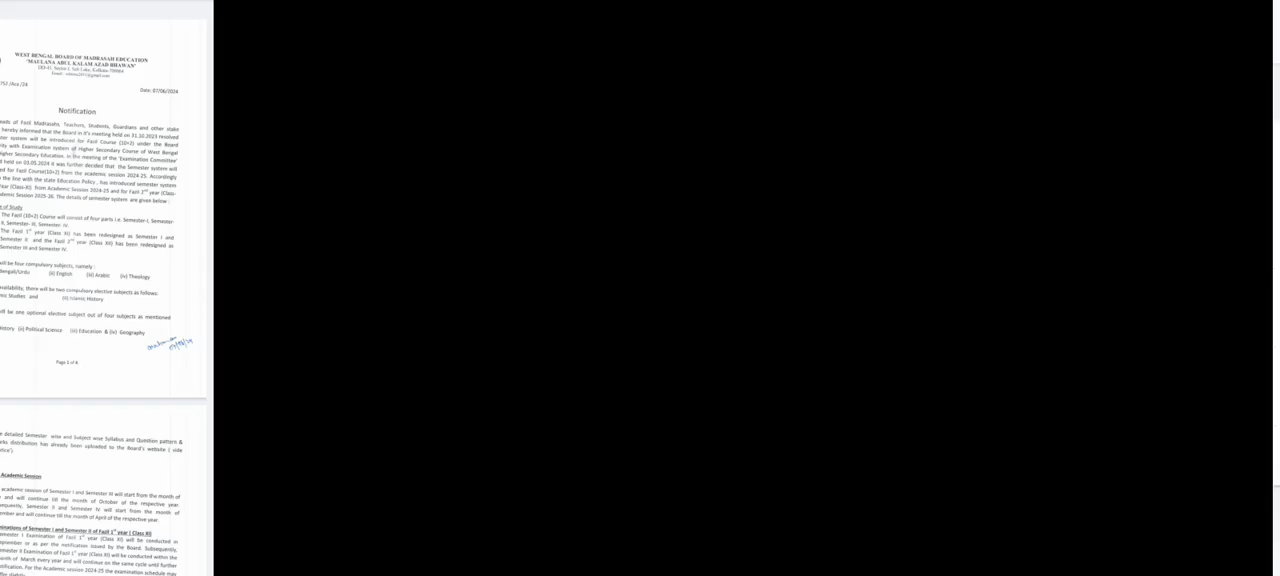 WEST BENGAL BOARD OF MADRASAH EDUCATION
"MAULANA ABUL KALAM AZAD BHAWAN"
Date: 07/06/2024
Notification
eads of Fazil Madrasahs, Teachers, Students, Guardians and other stake
hereby informed that the Board in it's meeting held on 31.10.2023 resolved
ter system will be introduced for Fazil Course (10+2) under the Board
ity with Examination system of Higher Secondary Course of West Bengal
igher Secondary Education. In the meeting of the 'Examination Committee'
d held on 03.05.2024 it was further decided that the Semester system will
ed for Fazil Course(10+2) from the academic session 2024-25. Accordingly
n the line with the state Education Policy, has introduced semester system
Year (Class-XI) from Academic Session 2024-25 and for Fazil 2nd year (Class-
demic Session 2025-26. The details of semester system are given below :
e of Study
The Fazil (10+2) Course will consist of four parts i.e. Semester-I, Semester-
II, Semester- III, Semester- IV.
The Fazil 1st year (Class XI) has been redesigned as Semester I and
Semester II and the Fazil 2nd year (Class XII) has been redesigned as
Semester III and Semester IV.
will be four compulsory subjects, namely :
Bengali/Urdu (ii) English (iii) Arabic (iv) Theology
vailability, there will be two compulsory elective subjects as follows:
mic Studies and (ii) Islamic History
ill be one optional elective subject out of four subjects as mentioned
istory (ii) Political Science (iii) Education & (iv) Geography
Page 1 of 4
e detailed Semester wise and Subject wise Syllabus and Question pattern &
rks distribution has already been uploaded to the Board's website ( vide
otice').
Academic Session
academic session of Semester I and Semester III will start from the month of
and will continue till the month of October of the respective year.
sequently, Semester II and Semester IV will start from the month of
ember and will continue till the month of April of the respective year.
minations of Semester I and Semester II of Fazil 1st year ( Class XI)
emester I Examination of Fazil 1st year (Class XI) will be conducted in
eptember or as per the notification issued by the Board. Subsequently,
emester II Examination of Fazil 1st year (Class XI) will be conducted within the
onth of March every year and will continue on the same cycle until further
otification. For the Academic session 2024-25 the examination schedule may